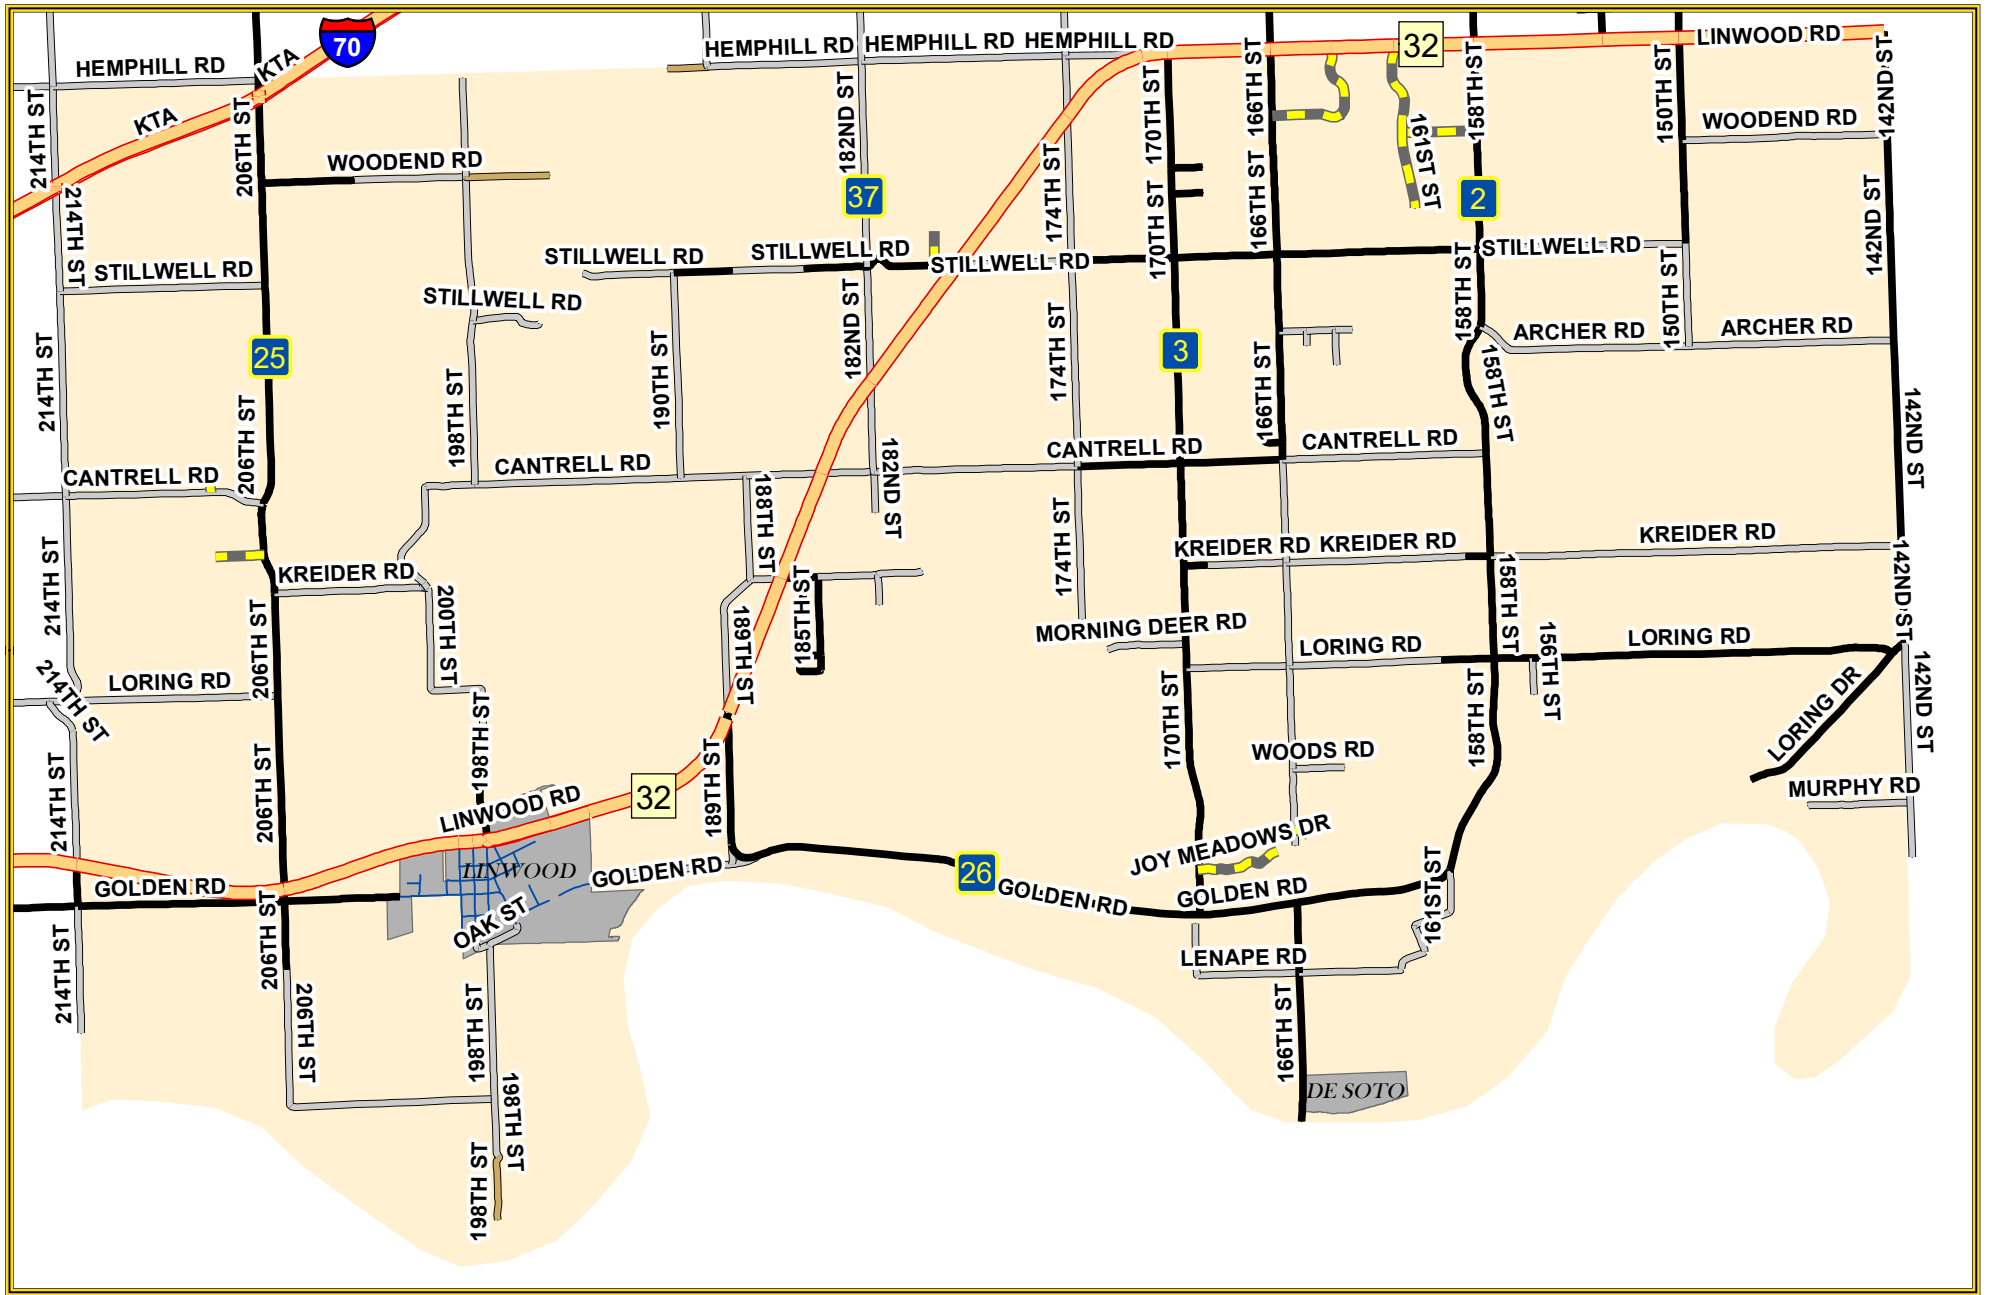 70
KTA
HEMPHILL RD
HEMPHILL RD
HEMPHILL RD
HEMPHILL RD
32
LINWOOD RD
214TH ST
KTA
206TH ST
182ND ST
170TH ST
166TH ST
158TH ST
150TH ST
142ND ST
WOODEND RD
WOODEND RD
161ST ST
37
174TH ST
170TH ST
166TH ST
2
142ND ST
214TH ST
STILLWELL RD
STILLWELL RD
STILLWELL RD
STILLWELL RD
STILLWELL RD
STILLWELL RD
182ND ST
158TH ST
150TH ST
ARCHER RD
ARCHER RD
25
3
214TH ST
206TH ST
198TH ST
190TH ST
174TH ST
166TH ST
158TH ST
142ND ST
CANTRELL RD
CANTRELL RD
CANTRELL RD
CANTRELL RD
182ND ST
188TH ST
174TH ST
214TH ST
KREIDER RD
KREIDER RD
KREIDER RD
KREIDER RD
206TH ST
200TH ST
189TH ST
185TH ST
MORNING DEER RD
158TH ST
142ND ST
LORING RD
LORING RD
LORING RD
156TH ST
214TH ST
198TH ST
170TH ST
158TH ST
LORING DR
142ND ST
214TH ST
206TH ST
189TH ST
WOODS RD
MURPHY RD
LINWOOD RD
32
JOY MEADOWS DR
LINWOOD
GOLDEN RD
GOLDEN RD
26
GOLDEN RD
GOLDEN RD
161ST ST
OAK ST
206TH ST
214TH ST
LENAPE RD
206TH ST
198TH ST
166TH ST
DE SOTO
198TH ST
198TH ST